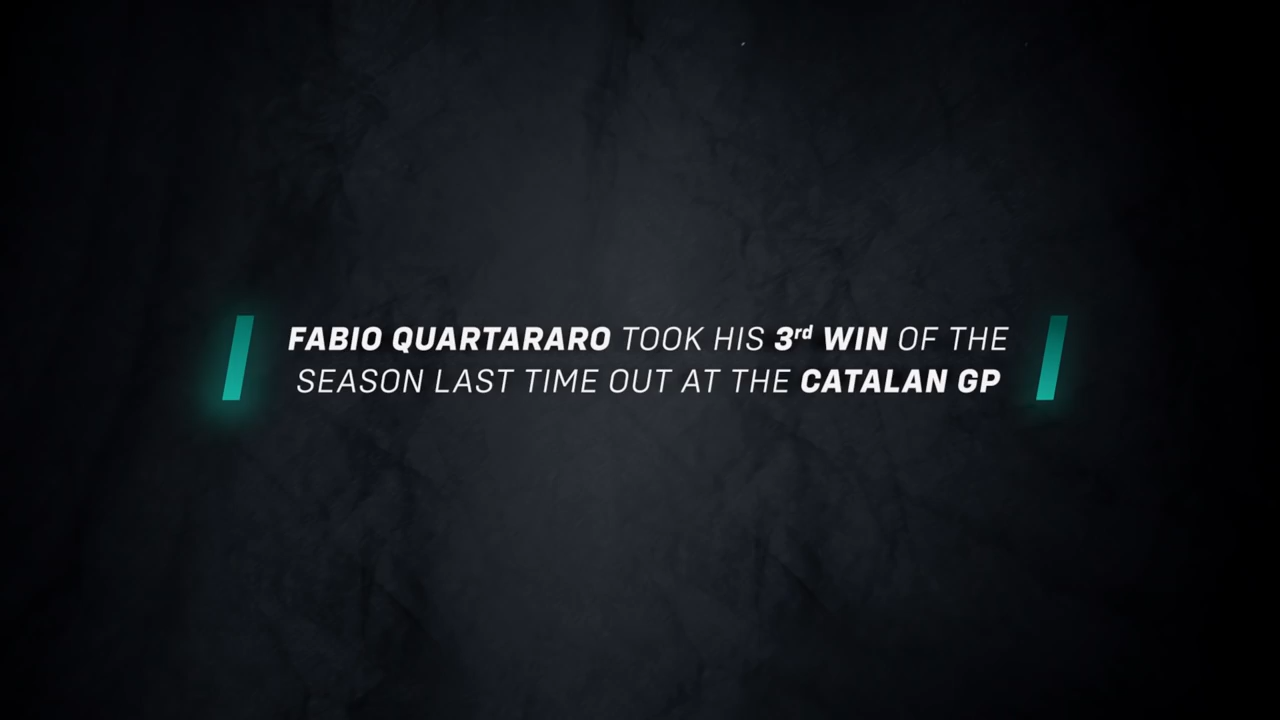 FABIO QUARTARARO TOOK HIS 3rd WIN OF THE
SEASON LAST TIME OUT AT THE CATALAN GP